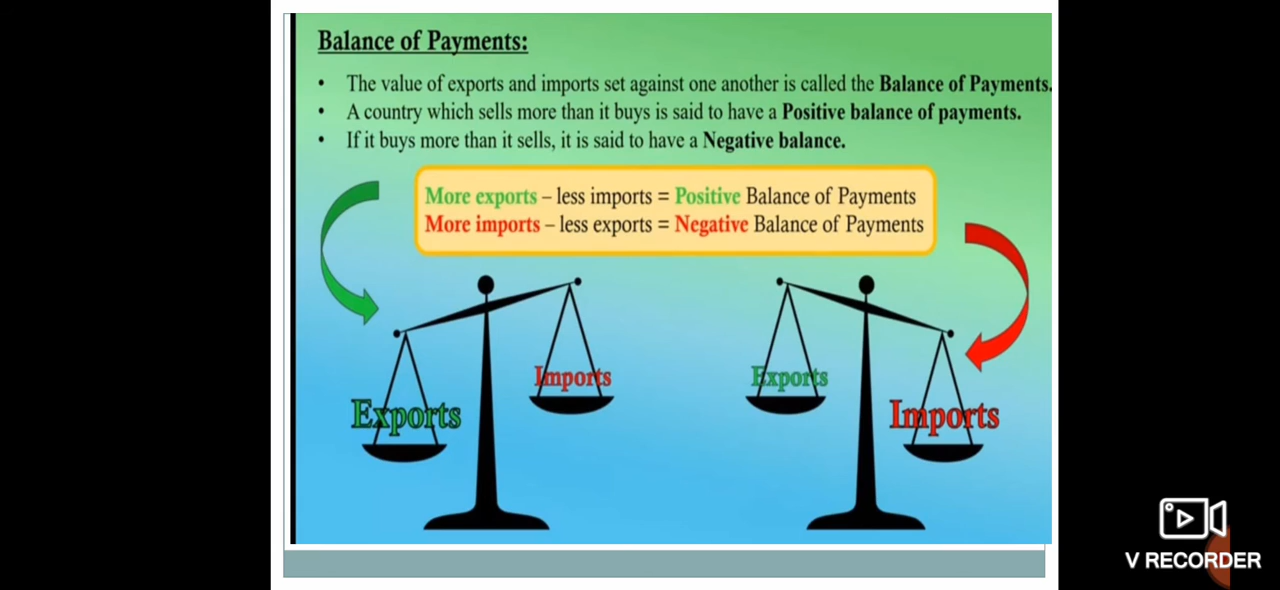 Balance of Payments:
• The value of exports and imports set against one another is called the Balance of Payments.
• A country which sells more than it buys is said to have a Positive balance of payments.
• If it buys more than it sells, it is said to have a Negative balance.
More exports – less imports = Positive Balance of Payments
More imports – less exports = Negative Balance of Payments
Imports
Exports
Exports
Imports
V RECORDER